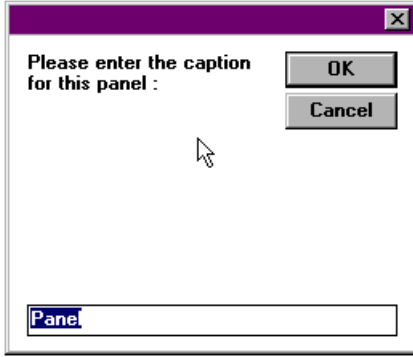 Please enter the caption
for this panel :
OK
Cancel
Panel